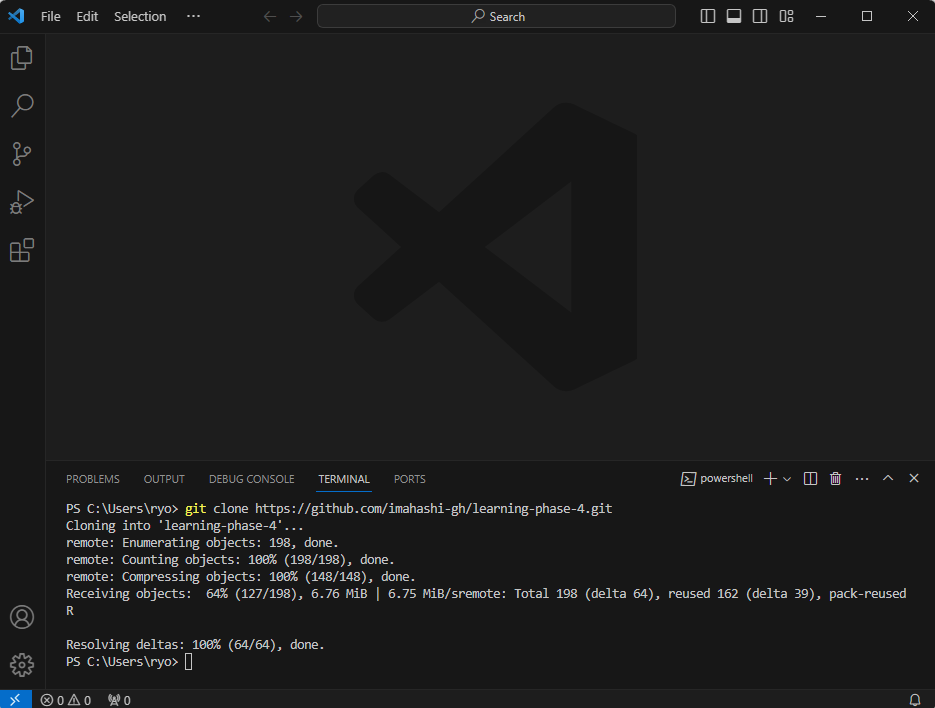 File Edit Selection ···
Search
PROBLEMS OUTPUT DEBUG CONSOLE TERMINAL PORTS powershell
PS C:\Users\ryo> git clone https://github.com/imahashi-gh/learning-phase-4.git
Cloning into 'learning-phase-4'...
remote: Enumerating objects: 198, done.
remote: Counting objects: 100% (198/198), done.
remote: Compressing objects: 100% (148/148), done.
Receiving objects:  64% (127/198), 6.76 MiB | 6.75 MiB/sremote: Total 198 (delta 64), reused 162 (delta 39), pack-reused
R
Resolving deltas: 100% (64/64), done.
PS C:\Users\ryo>
0 0 0